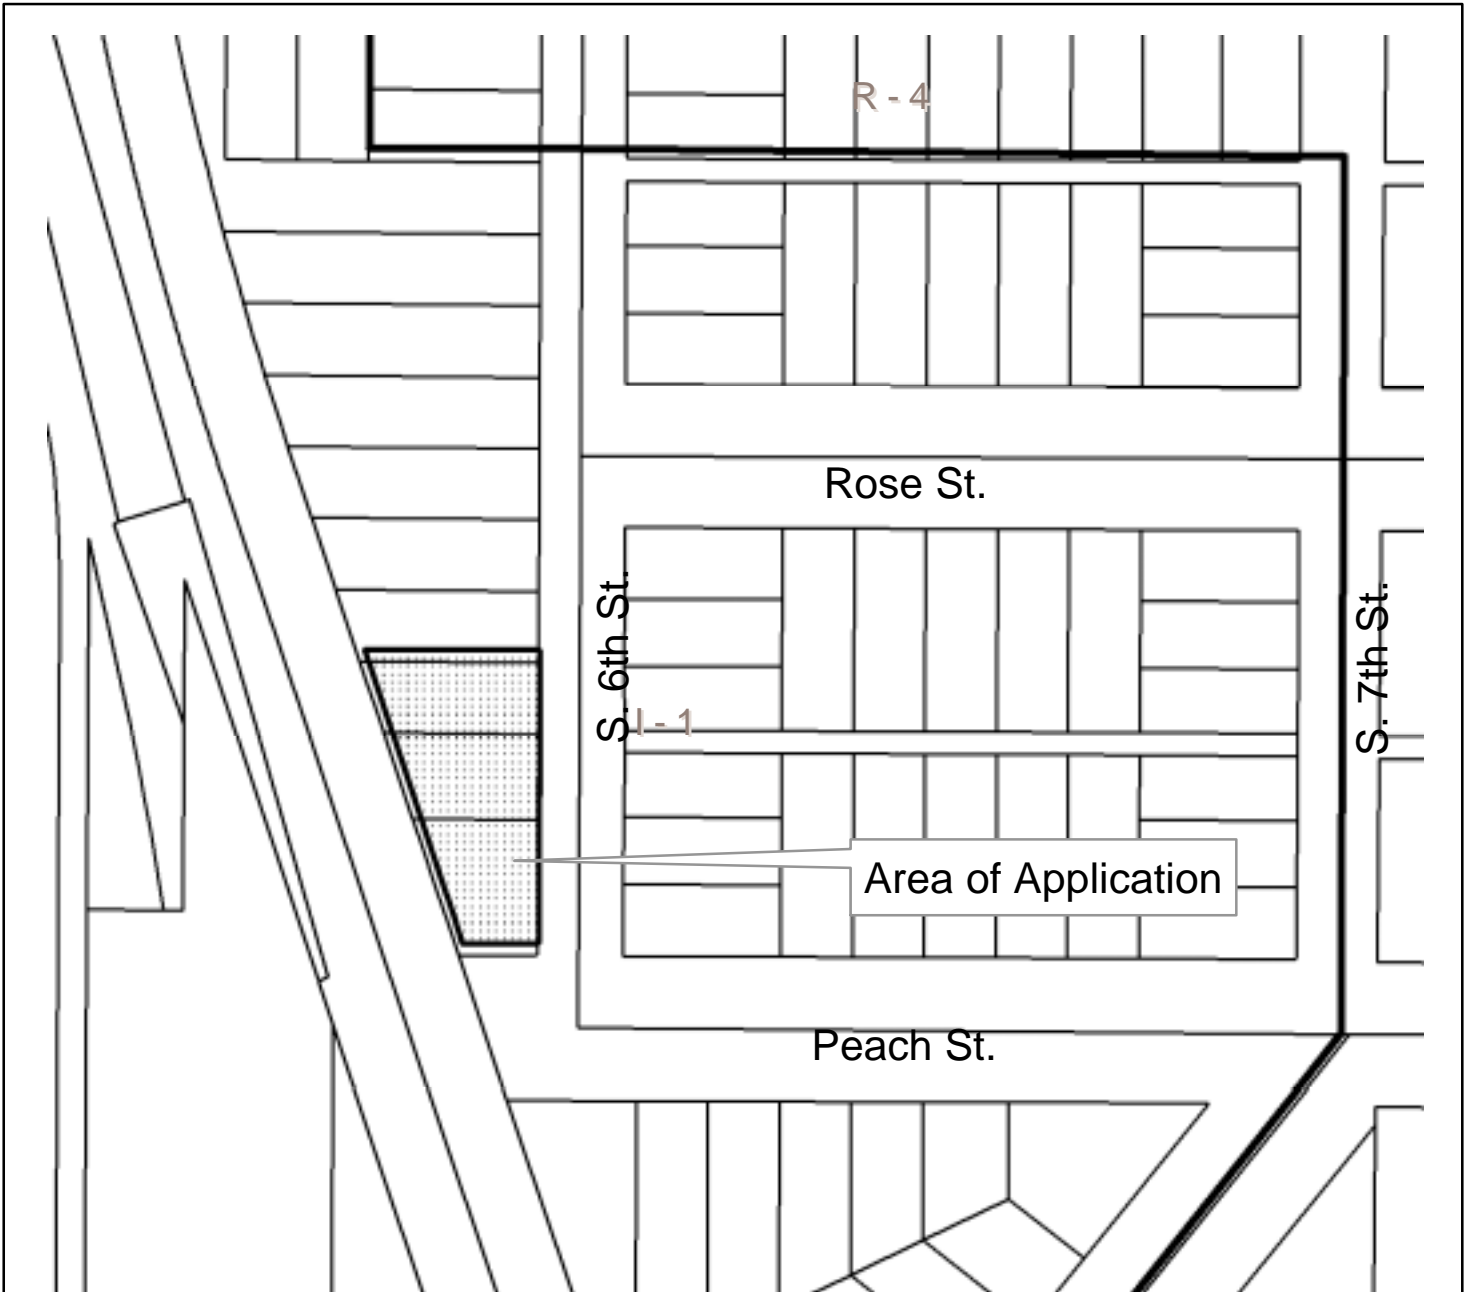 R - 4
Rose St.
S. 6th St.
S. 7th St.
I - 1
Area of Application
Peach St.